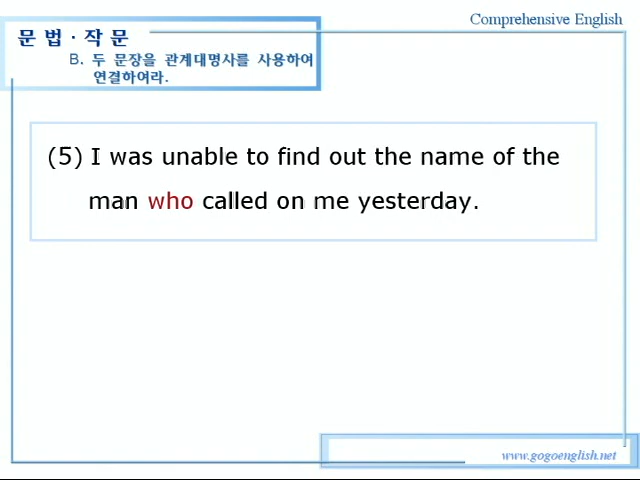 Comprehensive English
문 법 · 작 문
B. 두 문장을 관계대명사를 사용하여
연결하여라.
(5) I was unable to find out the name of the
man who called on me yesterday.
www.gogoenglish.net